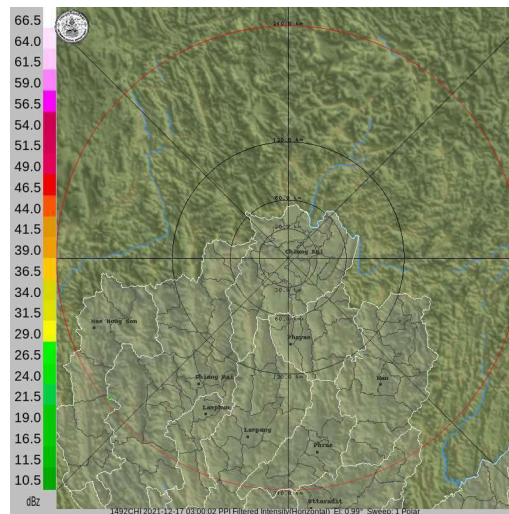 66.5
64.0
61.5
59.0
56.5
54.0
51.5
49.0
46.5
44.0
41.5
39.0
36.5
34.0
31.5
29.0
26.5
24.0
21.5
19.0
16.5
11.5
10.5
dBz
120.0 km
Chiang Rai
Mae Hong Son
Phayao
Chiang Mai
Nan
Lamphun
Lampang
Phrae
Uttaradit
1492CHI 2021-12-17 03:00:02 PPI Filtered Intensity(Horizontal) El: 0.99° Sweep: 1 Polar